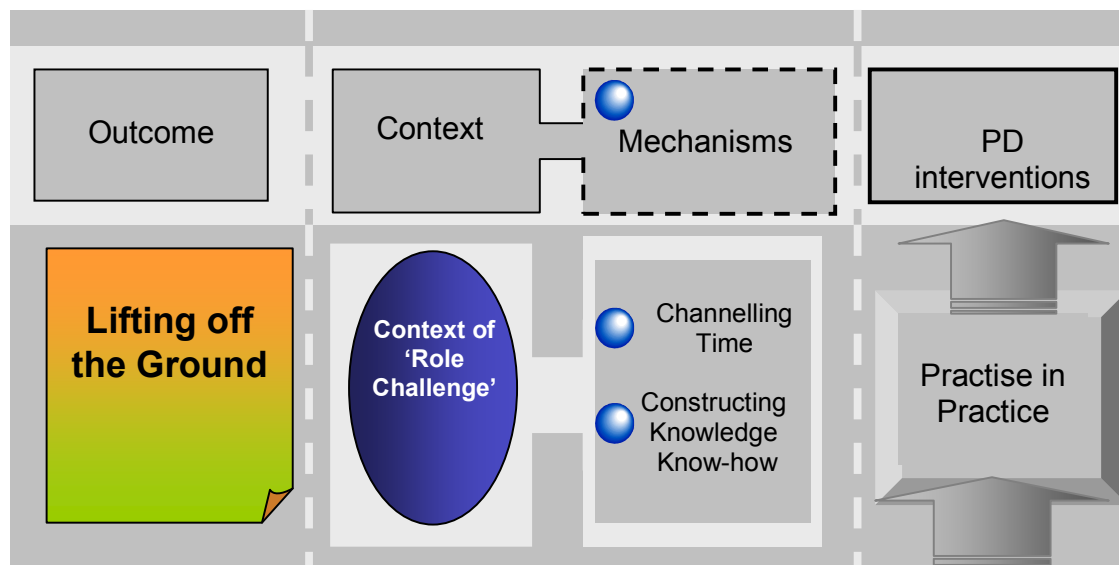 Outcome
Context
Mechanisms
PD
interventions
Lifting off
the Ground
Context of
‘Role
Challenge’
Channelling
Time
Constructing
Knowledge
Know-how
Practise in
Practice